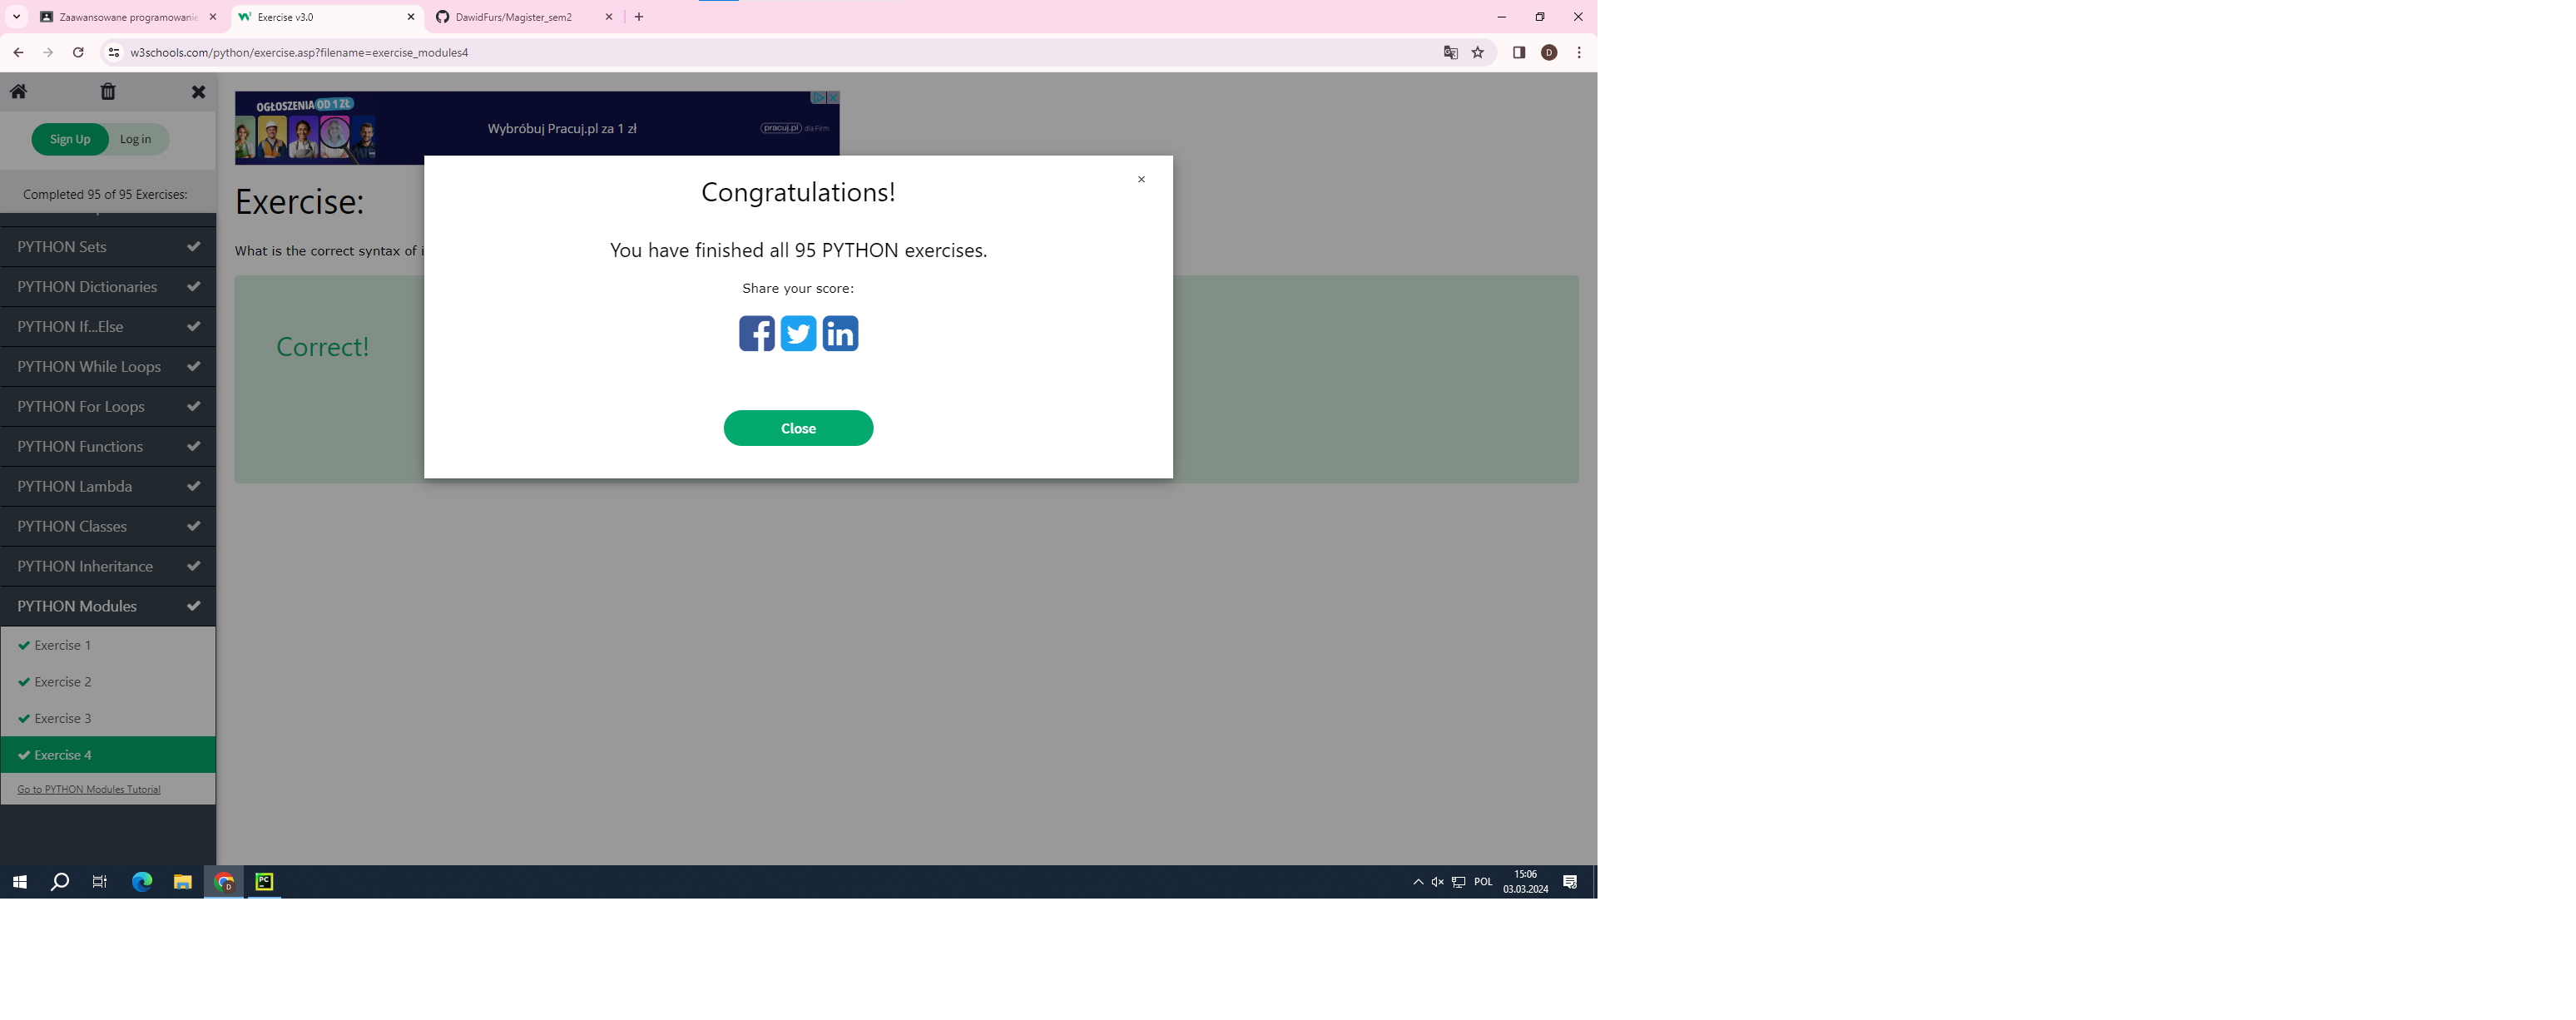 Zaawansowane programowanie
Exercise v3.0
DawidFurs/Magister_sem2
w3schools.com/python/exercise.asp?filename=exercise_modules4
D
Sign Up
Log in
Completed 95 of 95 Exercises:
PYTHON Sets
PYTHON Dictionaries
PYTHON If...Else
PYTHON While Loops
PYTHON For Loops
PYTHON Functions
PYTHON Lambda
PYTHON Classes
PYTHON Inheritance
PYTHON Modules
Exercise 1
Exercise 2
Exercise 3
Exercise 4
Go to PYTHON Modules Tutorial
OGŁOSZENIA OD 1 ZŁ
Wybróbuj Pracuj.pl za 1 zł
pracuj.pl dla Firm
Exercise:
What is the correct syntax of
Correct!
Congratulations!
×
You have finished all 95 PYTHON exercises.
Share your score:
Close
POL
15:06
03.03.2024